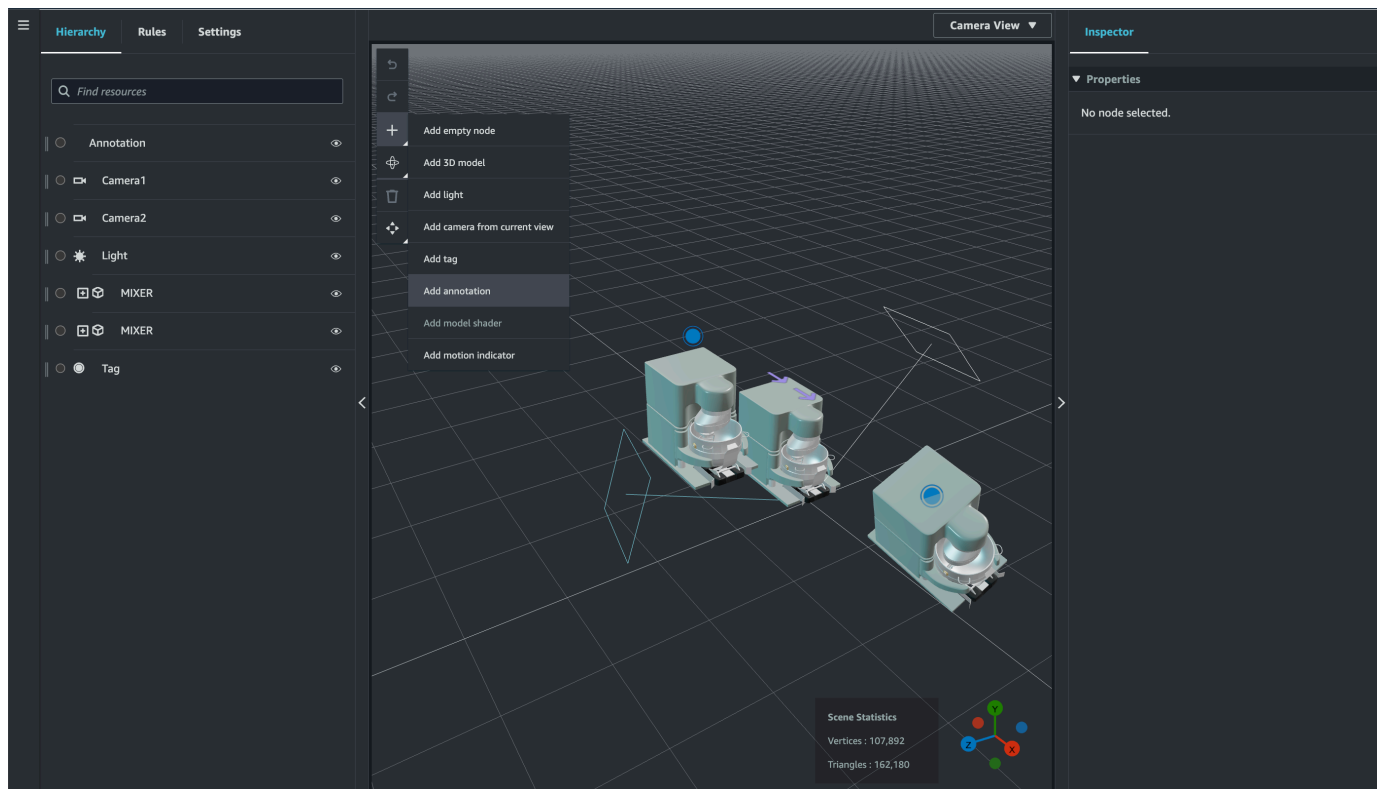 Hierarchy Rules Settings
Find resources
Annotation
Camera1
Camera2
Light
MIXER
MIXER
Tag
Camera View
Add empty node
Add 3D model
Add light
Add camera from current view
Add tag
Add annotation
Add model shader
Add motion indicator
Scene Statistics
Vertices : 107,892
Triangles : 162,180
Y
Z
X
Inspector
Properties
No node selected.